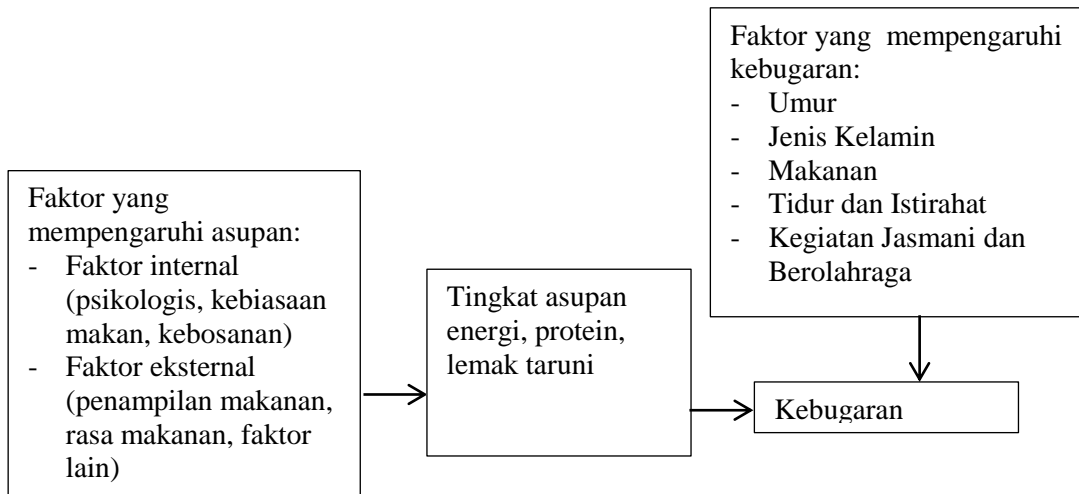 Faktor yang mempengaruhi
kebugaran:
- Umur
- Jenis Kelamin
- Makanan
- Tidur dan Istirahat
- Kegiatan Jasmani dan
Berolahraga
Faktor yang
mempengaruhi asupan:
- Faktor internal
(psikologis, kebiasaan
makan, kebosanan)
- Faktor eksternal
(penampilan makanan,
rasa makanan, faktor
lain)
Tingkat asupan
energi, protein,
lemak taruni
Kebugaran